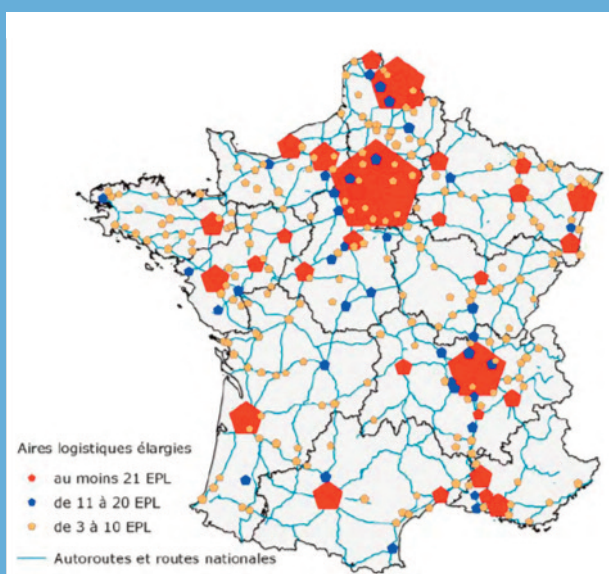 Aires logistiques élargies
au moins 21 EPL
de 11 à 20 EPL
de 3 à 10 EPL
Autoroutes et routes nationales